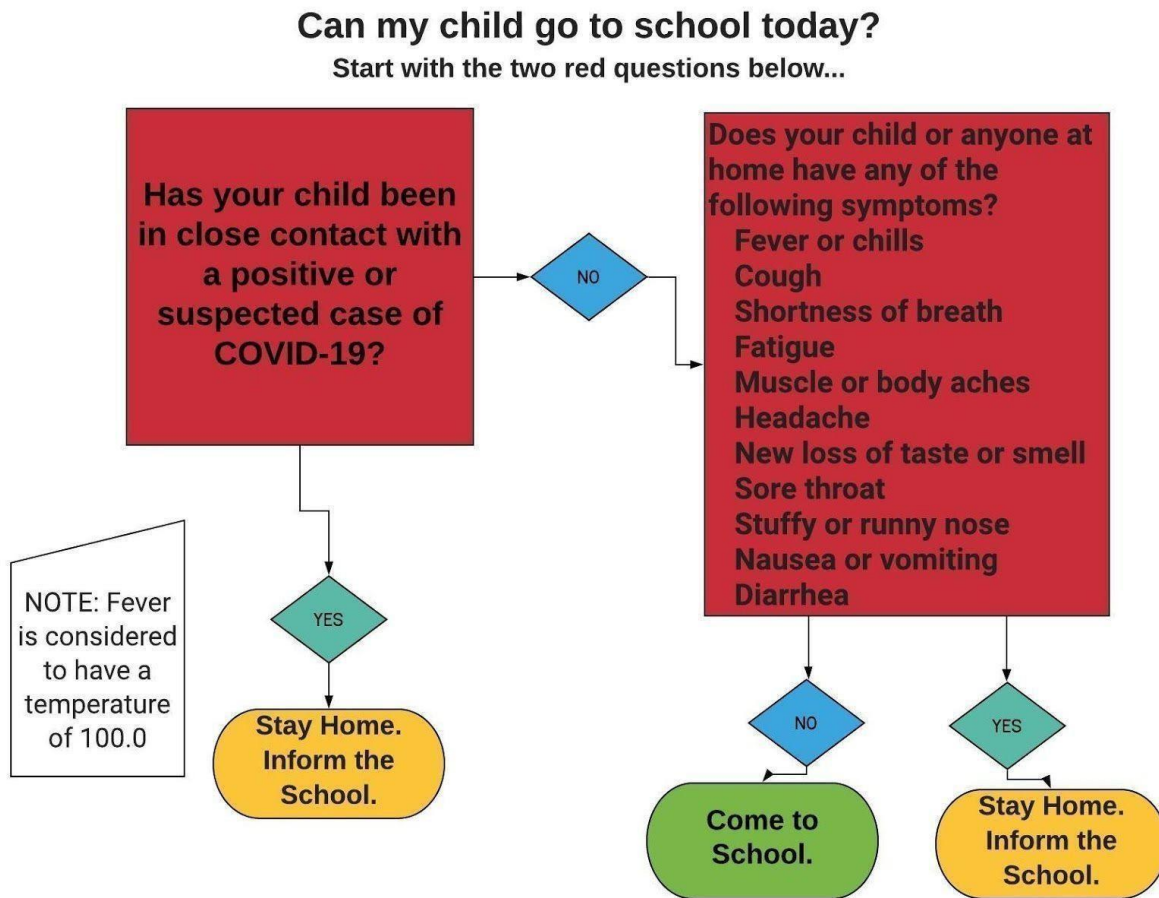 Can my child go to school today?
Start with the two red questions below...
Has your child been
in close contact with
a positive or
suspected case of
COVID-19?
NO
Does your child or anyone at
home have any of the
following symptoms?
Fever or chills
Cough
Shortness of breath
Fatigue
Muscle or body aches
Headache
New loss of taste or smell
Sore throat
Stuffy or runny nose
Nausea or vomiting
Diarrhea
NOTE: Fever
is considered
to have a
temperature
of 100.0
YES
Stay Home.
Inform the
School.
NO
Come to
School.
YES
Stay Home.
Inform the
School.